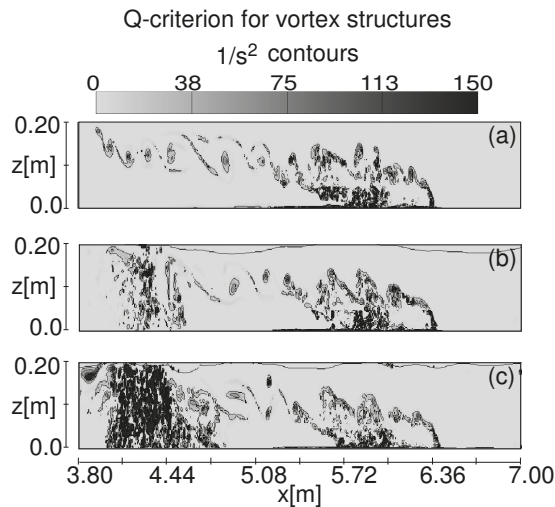 Q-criterion for vortex structures
1/s² contours
0 38 75 113 150
0.20 (a)
z[m]
0.0
0.20 (b)
z[m]
0.0
0.20 (c)
z[m]
0.0
3.80 4.44 5.08 5.72 6.36 7.00
x[m]